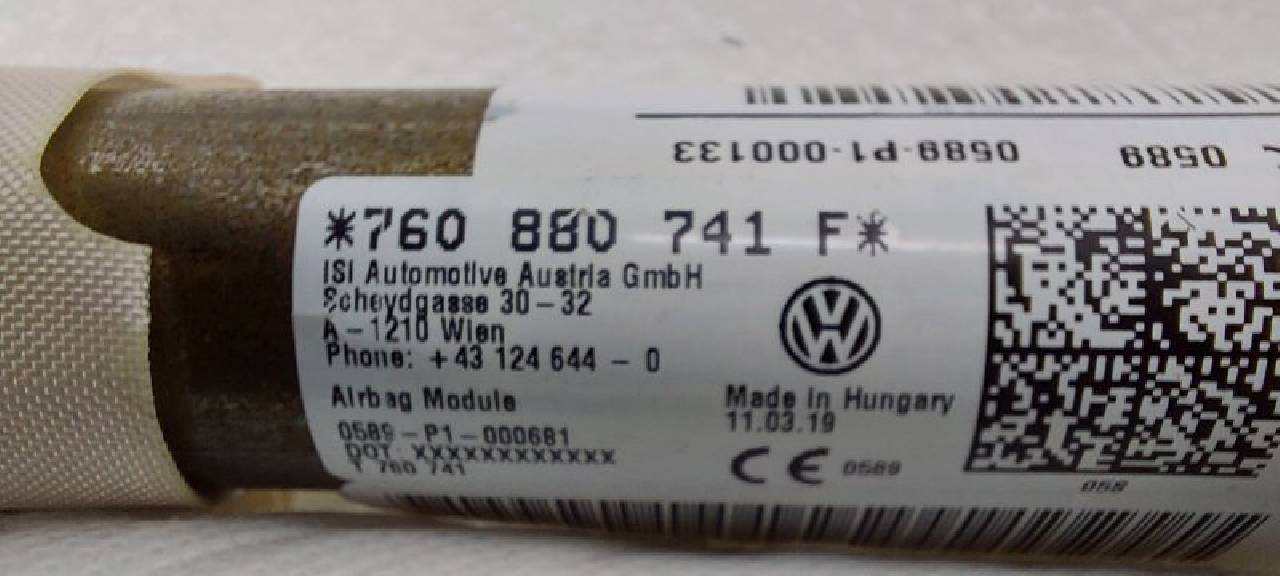 0589-P1-000133
0589
*760 880 741 F*
ISI Automotive Austria GmbH
Scheydgasse 30-32
A-1210 Wien
Phone: +43 124 644 - 0
Airbag Module
0589-P1-000681
DOT XXXXXXXXXXXX
760 741
Made In Hungary
11.03.19
CE 0589
058